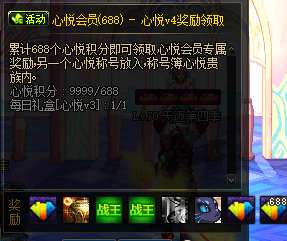 活动 心悦会员(688) - 心悦v4奖励领取
累计688个心悦积分即可领取心悦会员专属
奖励,另一个心悦称号放入,称号簿心悦贵
族内。
心悦积分：9999/688
每日礼盒[心悦v3]：1/1
奖励
战王
战王
688